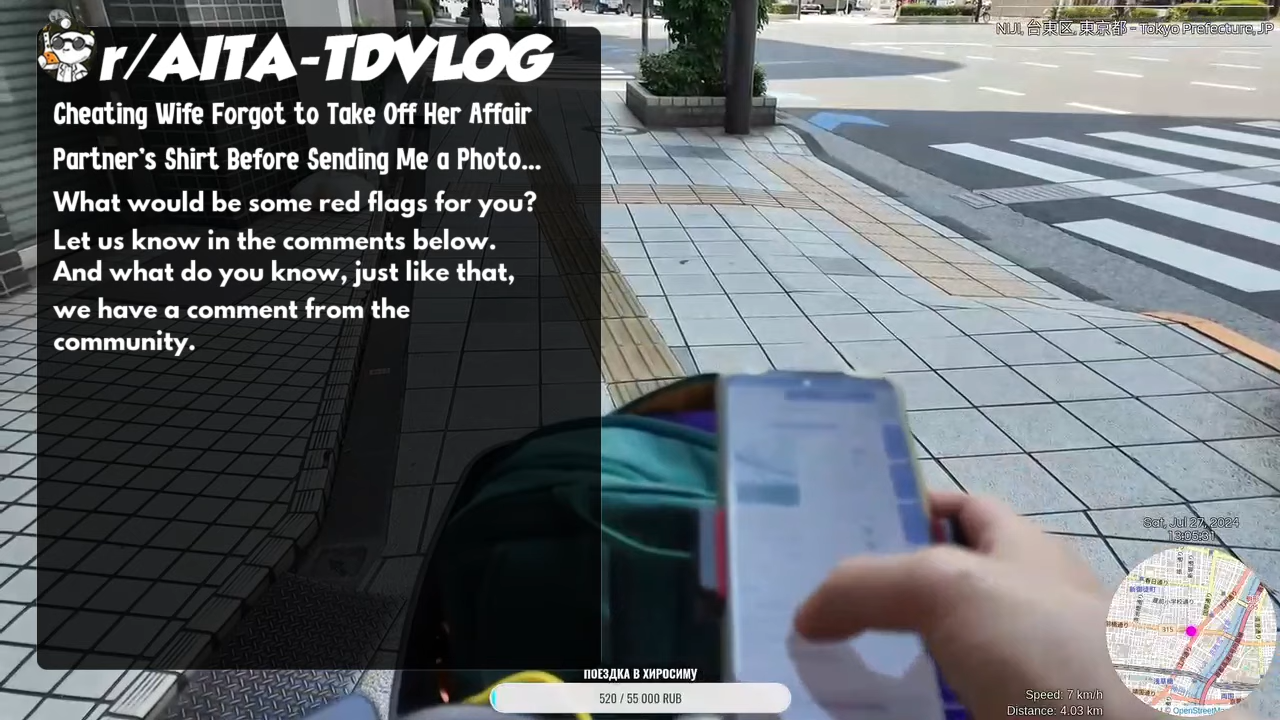 r/AITA-TDVLOG
Cheating Wife Forgot to Take Off Her Affair
Partner's Shirt Before Sending Me a Photo...
What would be some red flags for you?
Let us know in the comments below.
And what do you know, just like that,
we have a comment from the
community.
NIJI, 台東区, 東京都 - Tokyo Prefecture, JP
Sat, Jul 27, 2024
315
© OpenStreetMa
Speed: 7 km/h
Distance: 4.03 km
ПОЕЗДКА В ХИРОСИМУ
520 / 55 000 RUB